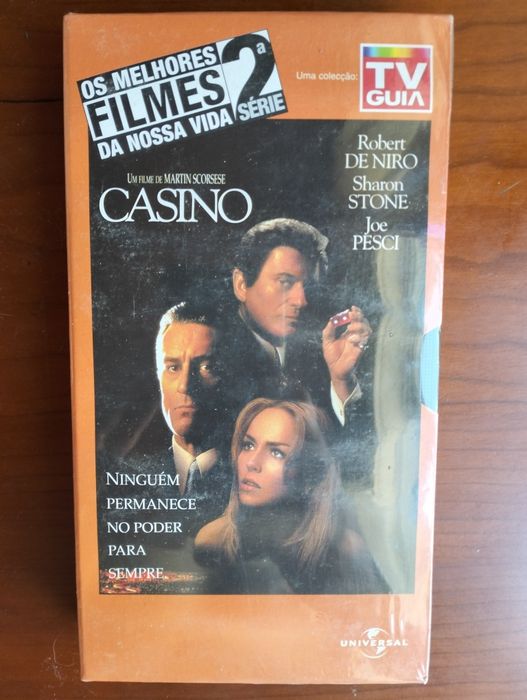 OS MELHORES
FILMES
DA NOSSA VIDA
2ª
SÉRIE
Uma colecção:
TV
GUIA
Robert
DE NIRO
Sharon
STONE
Joe
PESCI
UM FILME DE MARTIN SCORSESE
CASINO
NINGUÉM
PERMANECE
NO PODER
PARA
SEMPRE.
UNIVERSAL